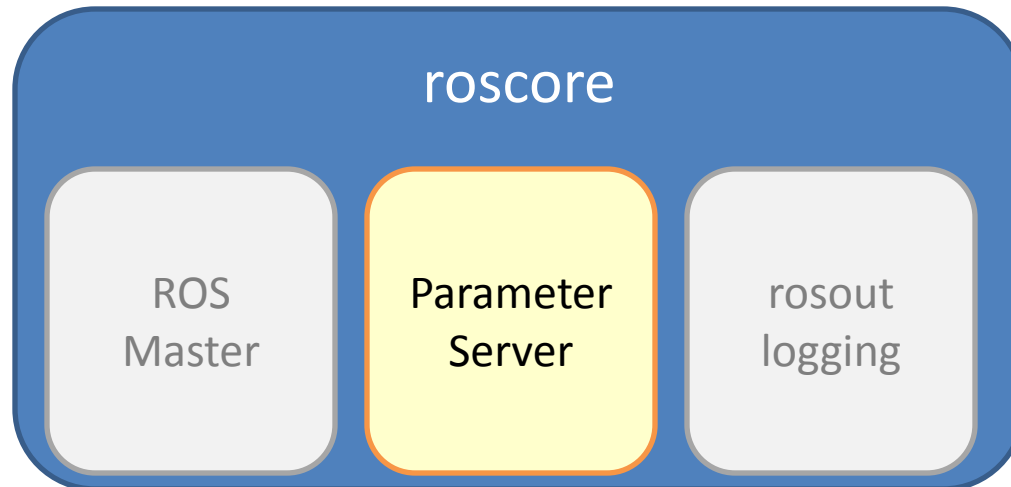 roscore
ROS
Master
Parameter
Server
rosout
logging